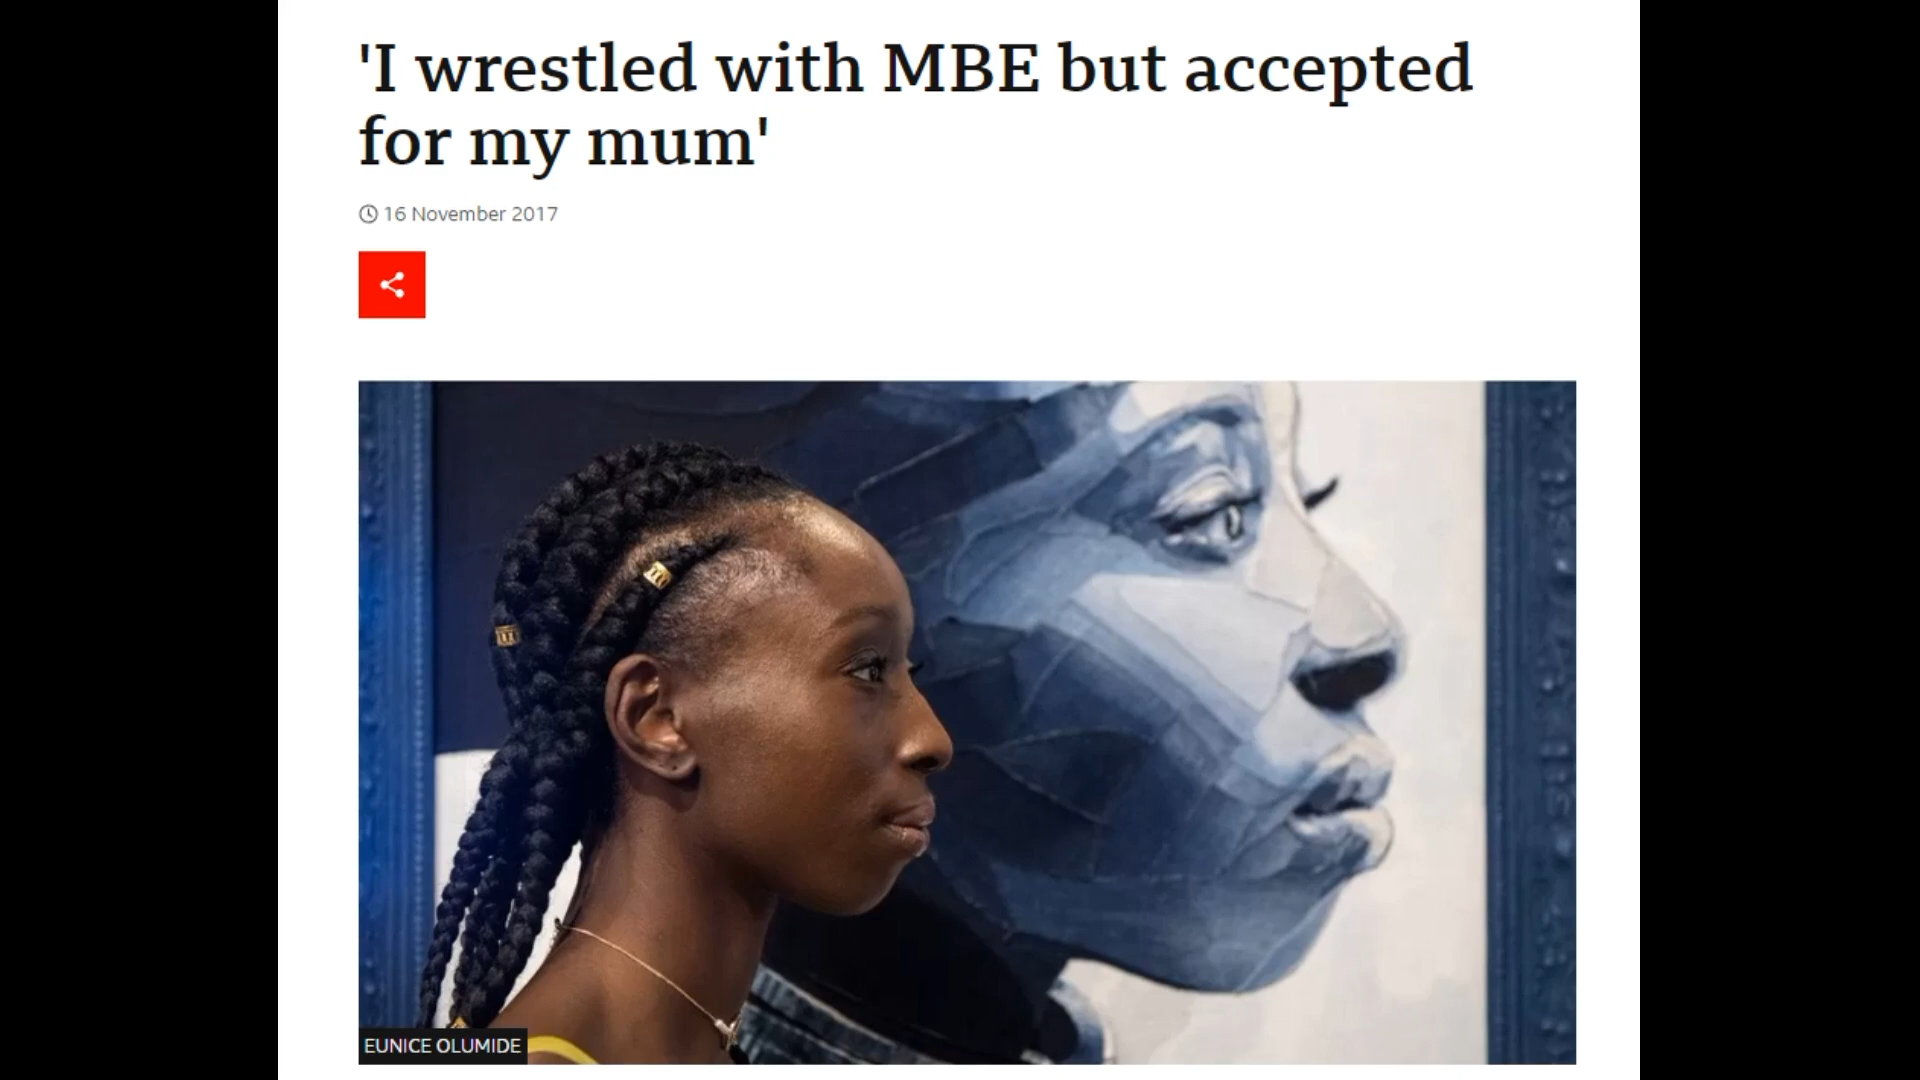 'I wrestled with MBE but accepted
for my mum'
16 November 2017
EUNICE OLUMIDE